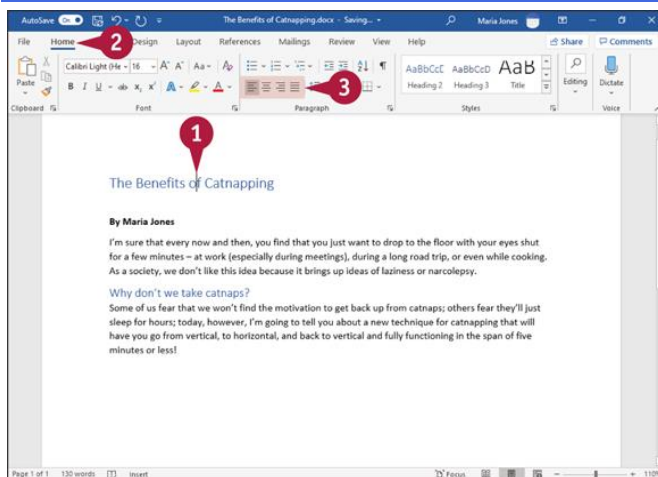 AutoSave On The Benefits of Catnapping.docx - Saving... Maria Jones
File Home Design Layout References Mailings Review View Help Share Comments
Calibri Light (He 16 A A Aa A
Paste B I U ab x, x² A A AaBbCcE AaBbCcD AaB Editing Dictate
Heading 2 Heading 3 Title
Clipboard Font Paragraph Styles Voice
2
3
1
The Benefits of Catnapping
By Maria Jones
I'm sure that every now and then, you find that you just want to drop to the floor with your eyes shut
for a few minutes – at work (especially during meetings), during a long road trip, or even while cooking.
As a society, we don't like this idea because it brings up ideas of laziness or narcolepsy.
Why don't we take catnaps?
Some of us fear that we won't find the motivation to get back up from catnaps; others fear they'll just
sleep for hours; today, however, I'm going to tell you about a new technique for catnapping that will
have you go from vertical, to horizontal, and back to vertical and fully functioning in the span of five
minutes or less!
Page 1 of 1 130 words Insert Focus 110%